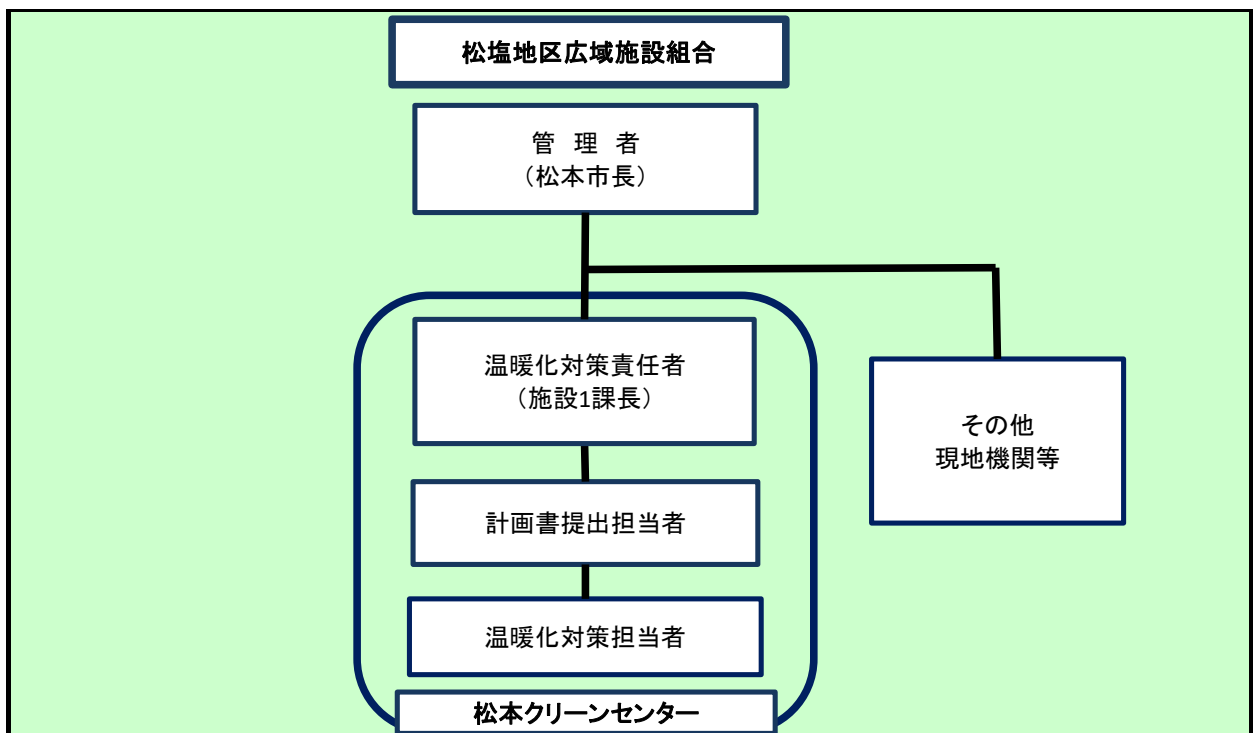 松塩地区広域施設組合
管　理　者
（松本市長）
温暖化対策責任者
（施設1課長）
その他
現地機関等
計画書提出担当者
温暖化対策担当者
松本クリーンセンター